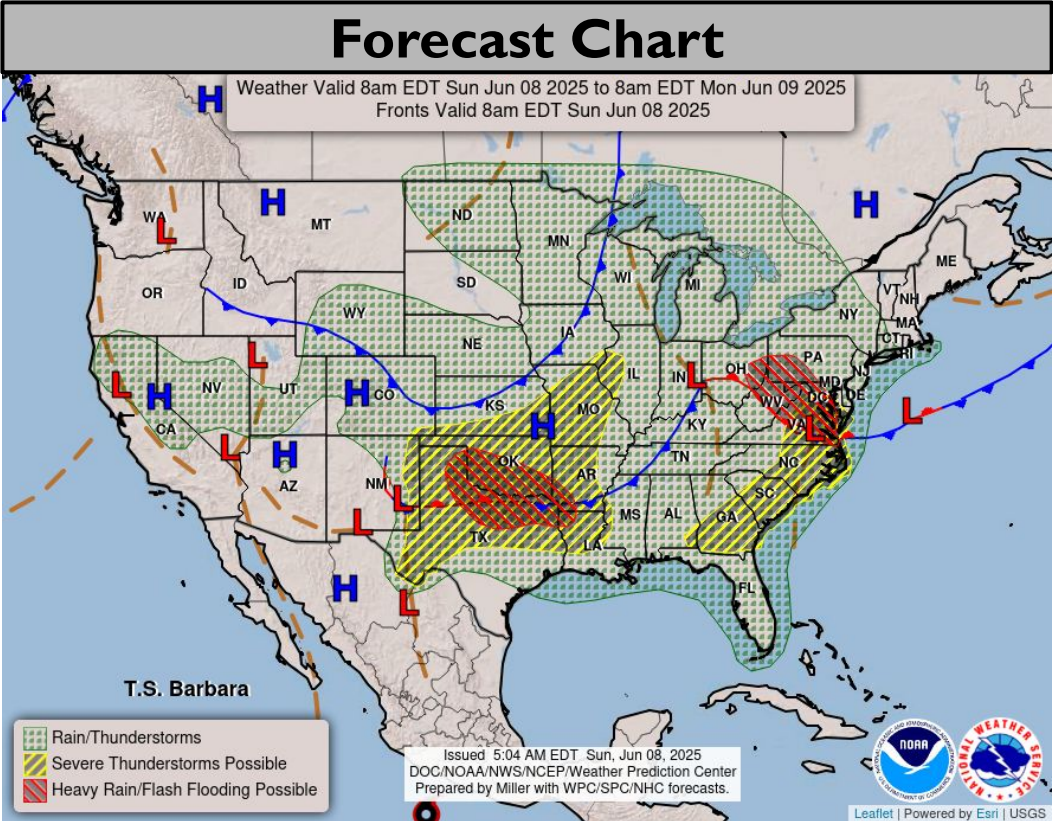 Forecast Chart
Weather Valid 8am EDT Sun Jun 08 2025 to 8am EDT Mon Jun 09 2025
Fronts Valid 8am EDT Sun Jun 08 2025
H
H
H
WA
L
MT
ND
MN
ME
OR
ID
SD
WI
MI
VT
NH
WY
NY
MA
CT
RI
NE
IA
L
L
H
NV
UT
H
CO
KS
IL
IN
L
OH
PA
NJ
MD
DE
DC
WV
MO
H
KY
VA
L
L
CA
L
H
AZ
NM
L
L
OK
AR
TN
NC
SC
MS
AL
GA
TX
LA
H
L
FL
T.S. Barbara
Rain/Thunderstorms
Severe Thunderstorms Possible
Heavy Rain/Flash Flooding Possible
Issued 5:04 AM EDT Sun, Jun 08, 2025
DOC/NOAA/NWS/NCEP/Weather Prediction Center
Prepared by Miller with WPC/SPC/NHC forecasts.
NOAA
NATIONAL WEATHER SERVICE
Leaflet | Powered by Esri | USGS